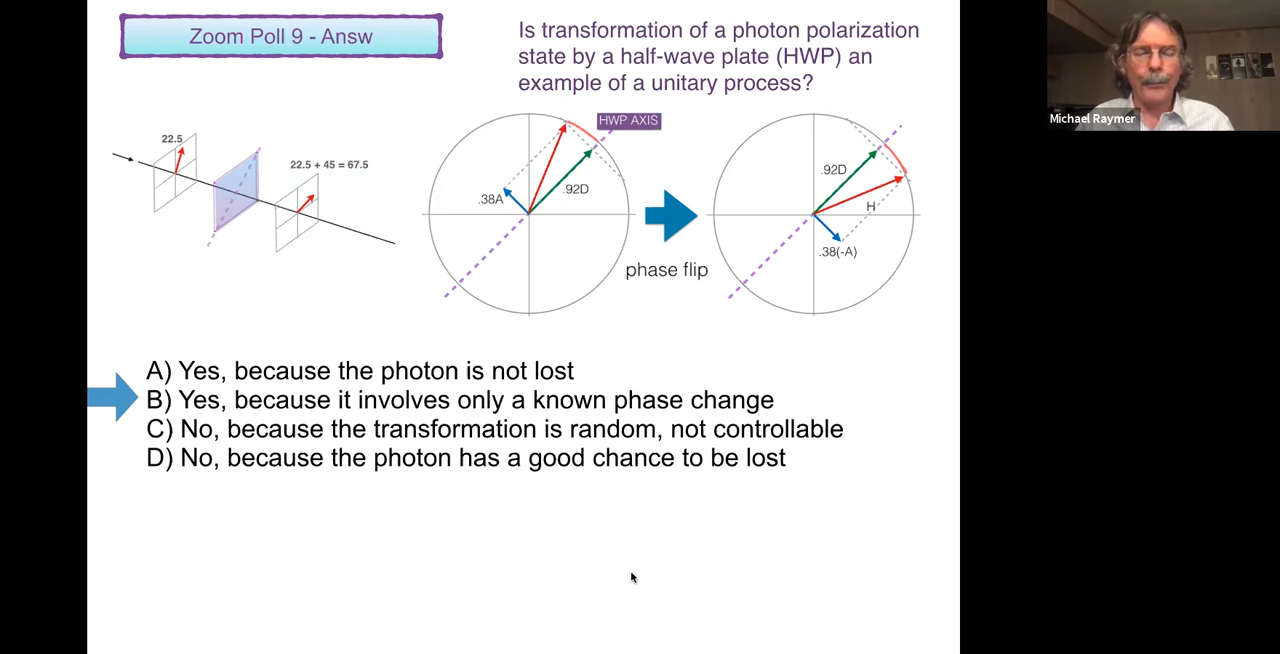 Zoom Poll 9 - Answ
Is transformation of a photon polarization
state by a half-wave plate (HWP) an
example of a unitary process?
Michael Raymer
22.5
22.5 + 45 = 67.5
HWP AXIS
.38A
.92D
phase flip
.92D
H
.38(-A)
A) Yes, because the photon is not lost
B) Yes, because it involves only a known phase change
C) No, because the transformation is random, not controllable
D) No, because the photon has a good chance to be lost